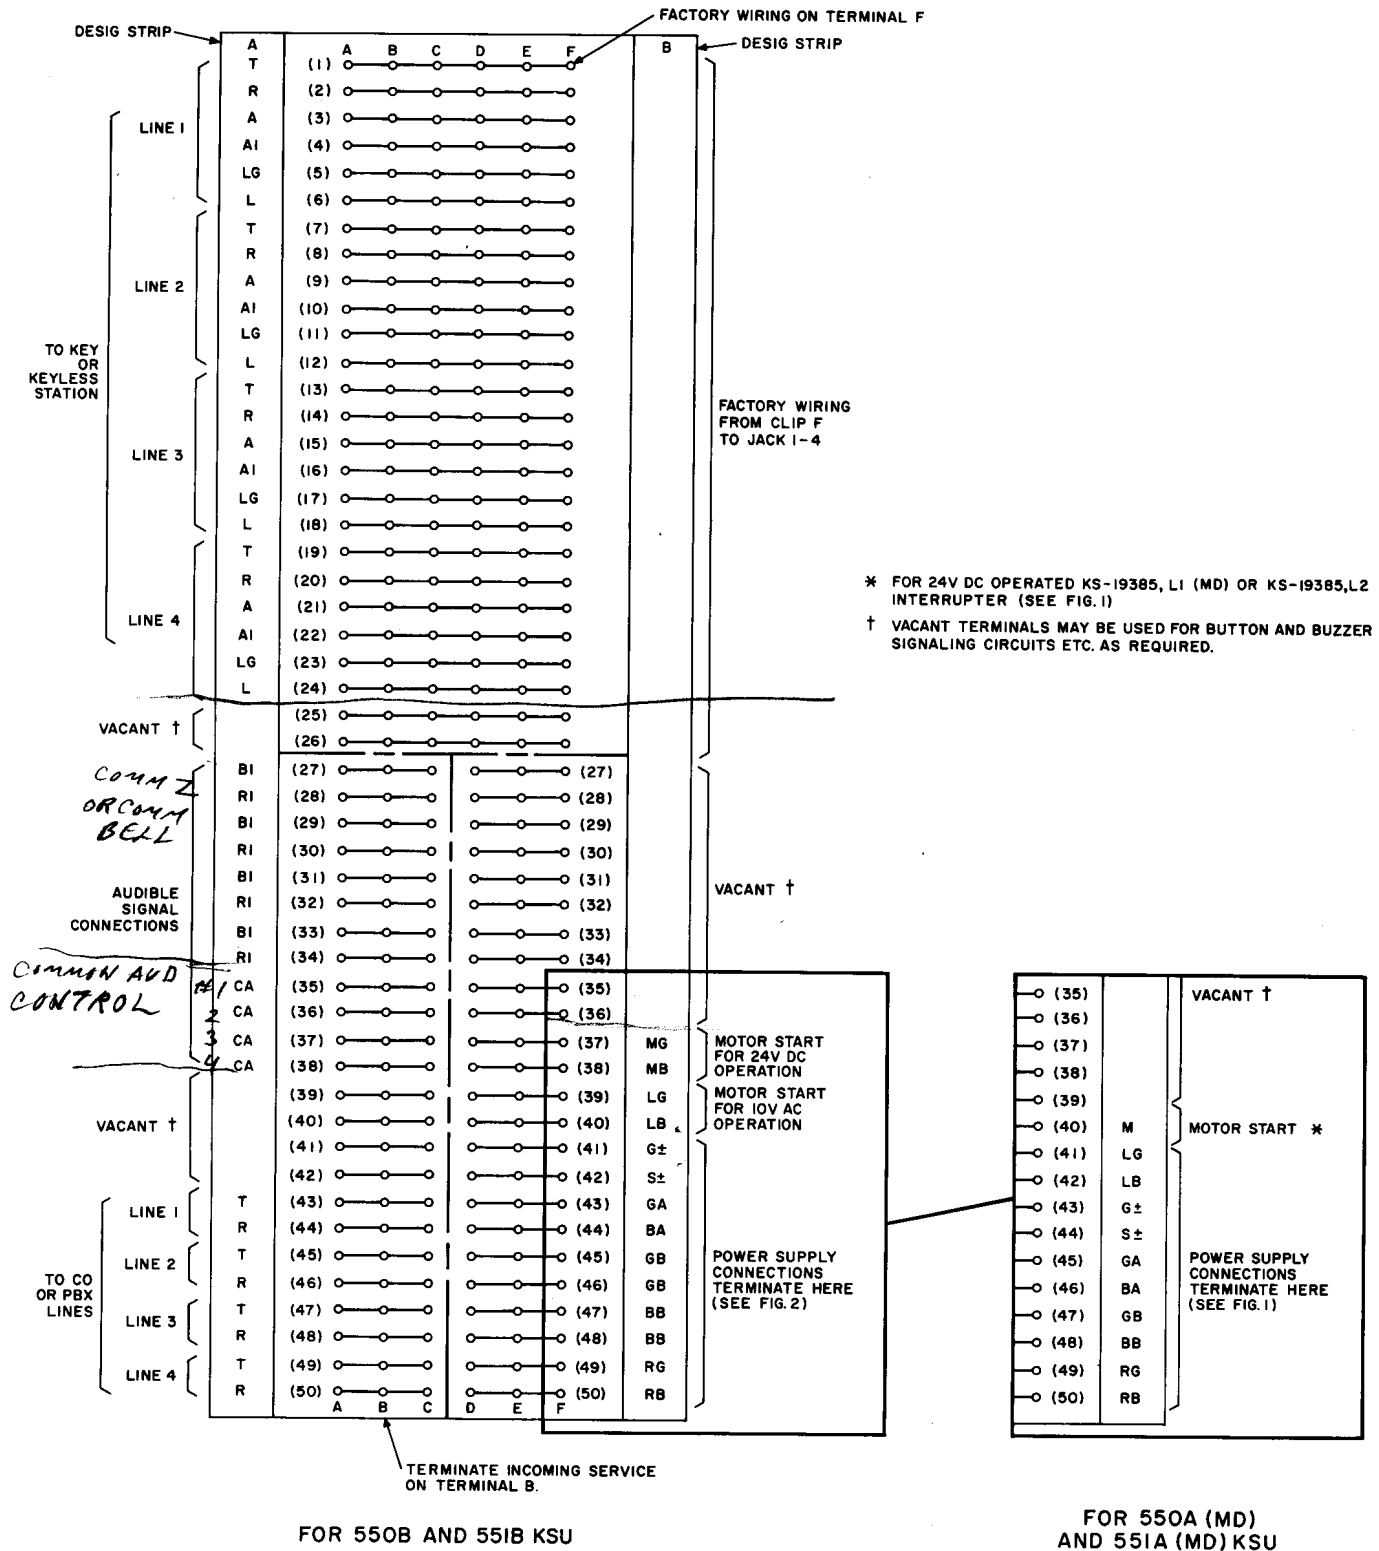 FACTORY WIRING ON TERMINAL F
DESIG STRIP
DESIG STRIP
A
B
A B C D E F
T (1)
R (2)
A (3)
A1 (4)
LG (5)
L (6)
T (7)
R (8)
A (9)
A1 (10)
LG (11)
L (12)
T (13)
R (14)
A (15)
A1 (16)
LG (17)
L (18)
T (19)
R (20)
A (21)
A1 (22)
LG (23)
L (24)
(25)
(26)
LINE 1
LINE 2
LINE 3
LINE 4
TO KEY
OR
KEYLESS
STATION
VACANT †
FACTORY WIRING
FROM CLIP F
TO JACK 1-4
* FOR 24V DC OPERATED KS-19385, L1 (MD) OR KS-19385,L2
INTERRUPTER (SEE FIG. 1)
† VACANT TERMINALS MAY BE USED FOR BUTTON AND BUZZER
SIGNALING CIRCUITS ETC. AS REQUIRED.
COMM Z
OR COMM
BELL
AUDIBLE
SIGNAL
CONNECTIONS
COMMON AUD
CONTROL
B1 (27) (27)
R1 (28) (28)
B1 (29) (29)
R1 (30) (30)
B1 (31) (31)
R1 (32) (32)
B1 (33) (33)
R1 (34) (34)
#1 CA (35) (35)
2 CA (36) (36)
3 CA (37) (37) MG
4 CA (38) (38) MB
(39) (39) LG
(40) (40) LB
(41) (41) G±
(42) (42) S±
T (43) (43) GA
R (44) (44) BA
T (45) (45) GB
R (46) (46) GB
T (47) (47) BB
R (48) (48) BB
T (49) (49) RG
R (50) (50) RB
A B C D E F
VACANT †
LINE 1
LINE 2
LINE 3
LINE 4
TO CO
OR PBX
LINES
VACANT †
MOTOR START
FOR 24V DC
OPERATION
MOTOR START
FOR 10V AC
OPERATION
POWER SUPPLY
CONNECTIONS
TERMINATE HERE
(SEE FIG. 2)
(35)
(36)
(37)
(38)
(39)
(40) M
(41) LG
(42) LB
(43) G±
(44) S±
(45) GA
(46) BA
(47) GB
(48) BB
(49) RG
(50) RB
VACANT †
MOTOR START *
POWER SUPPLY
CONNECTIONS
TERMINATE HERE
(SEE FIG. 1)
TERMINATE INCOMING SERVICE
ON TERMINAL B.
FOR 550B AND 551B KSU
FOR 550A (MD)
AND 551A (MD) KSU